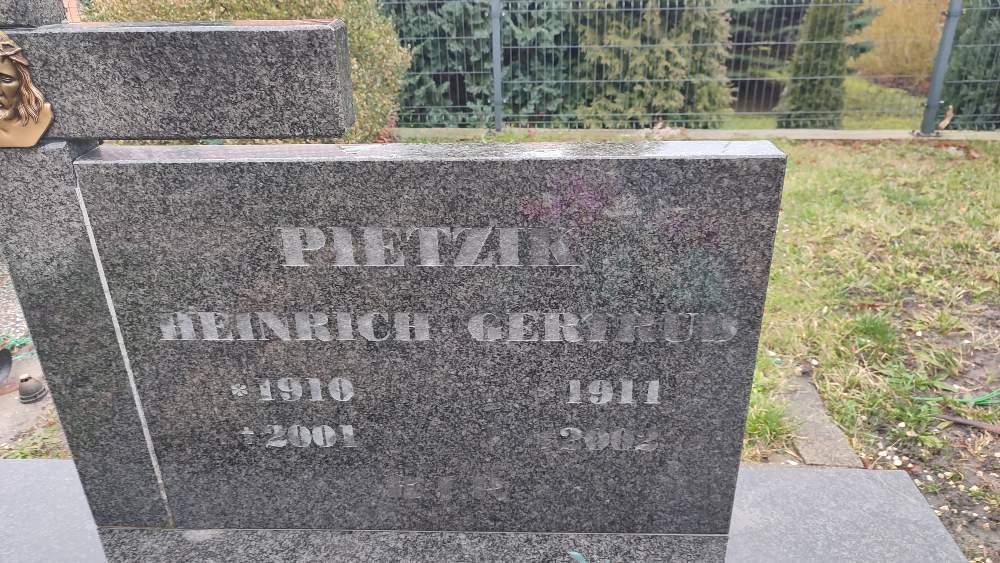 PIETZIK
HEINRICH GERTRUD
*1910 1911
+2001 2002